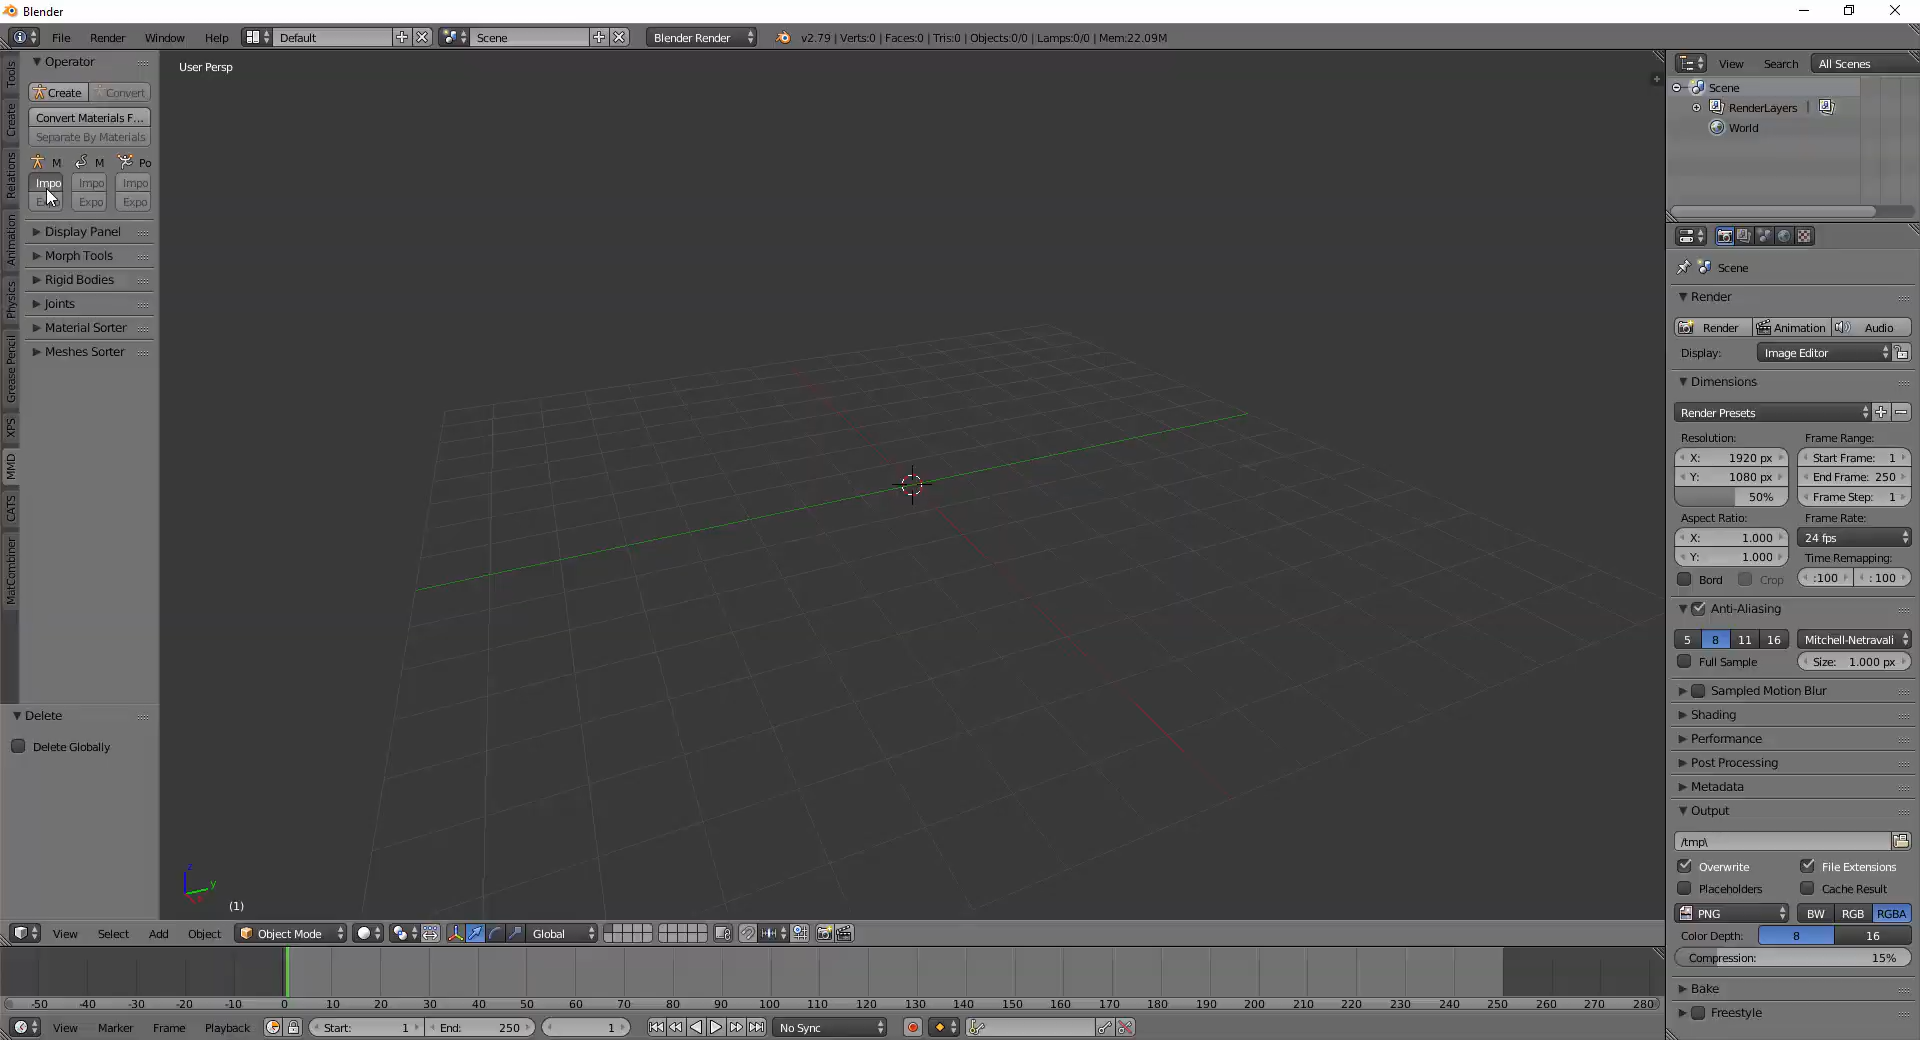 Blender
File Render Window Help Default Scene Blender Render v2.79 | Verts:0 | Faces:0 | Tris:0 | Objects:0/0 | Lamps:0/0 | Mem:22.09M
Tools
Create
Relations
Animation
Physics
Grease Pencil
XPS
MMD
CATS
MatCombiner
Operator
Create Convert
Convert Materials F...
Separate By Materials
M M Po
Impo Impo Impo
Expo Expo Expo
Display Panel
Morph Tools
Rigid Bodies
Joints
Material Sorter
Meshes Sorter
Delete
Delete Globally
User Persp
z
y
x
(1)
View Search All Scenes
Scene
RenderLayers |
World
Scene
Render
Render Animation Audio
Display: Image Editor
Dimensions
Render Presets
Resolution: Frame Range:
X: 1920 px Start Frame: 1
Y: 1080 px End Frame: 250
50% Frame Step: 1
Aspect Ratio: Frame Rate:
X: 1.000 24 fps
Y: 1.000 Time Remapping:
Bord Crop :100 : 100
Anti-Aliasing
5 8 11 16 Mitchell-Netravali
Full Sample Size: 1.000 px
Sampled Motion Blur
Shading
Performance
Post Processing
Metadata
Output
/tmp\
Overwrite File Extensions
Placeholders Cache Result
PNG BW RGB RGBA
Color Depth: 8 16
Compression: 15%
Bake
Freestyle
View Select Add Object Object Mode Global
-50 -40 -30 -20 -10 0 10 20 30 40 50 60 70 80 90 100 110 120 130 140 150 160 170 180 190 200 210 220 230 240 250 260 270 280
View Marker Frame Playback Start: 1 End: 250 1 No Sync